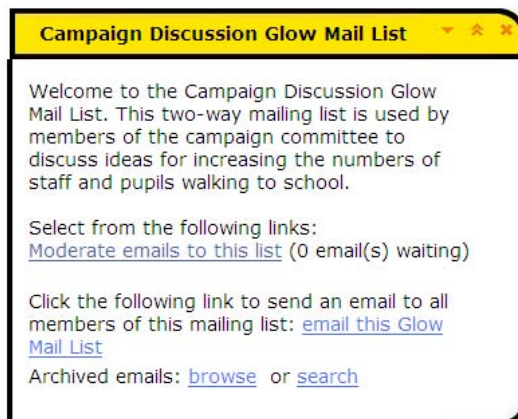 Campaign Discussion Glow Mail List
Welcome to the Campaign Discussion Glow
Mail List. This two-way mailing list is used by
members of the campaign committee to
discuss ideas for increasing the numbers of
staff and pupils walking to school.
Select from the following links:
Moderate emails to this list (0 email(s) waiting)
Click the following link to send an email to all
members of this mailing list: email this Glow
Mail List
Archived emails: browse or search